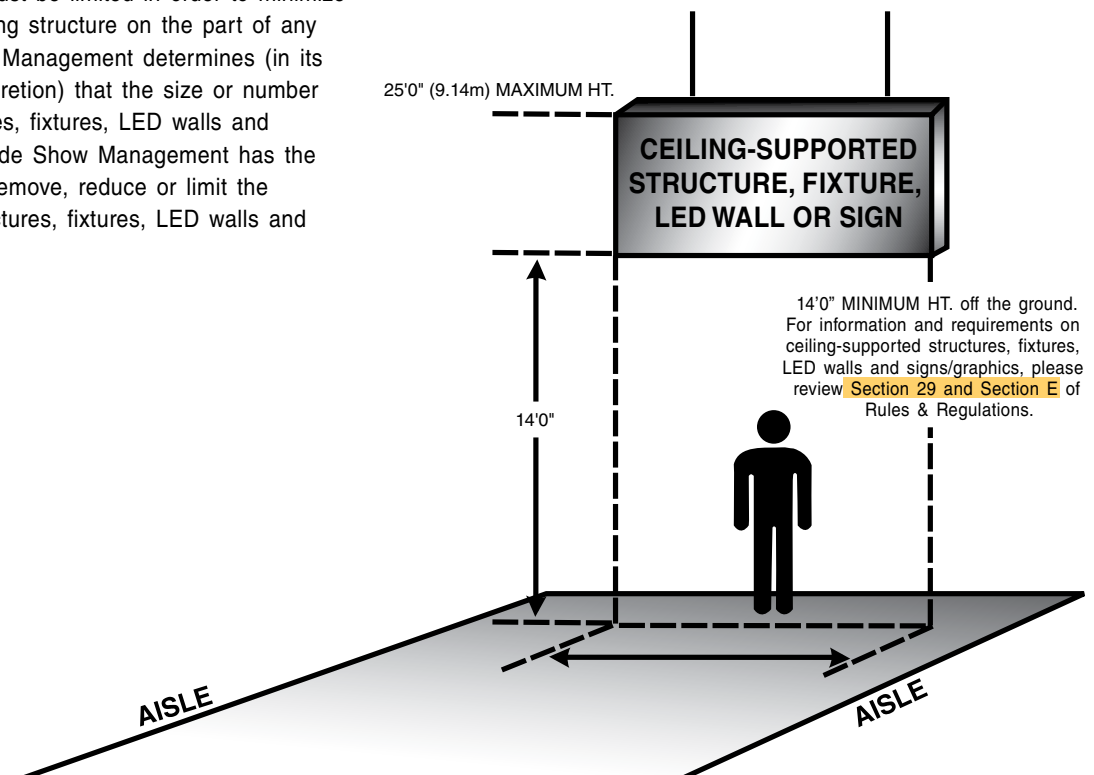 must be limited in order to minimize
ng structure on the part of any
Management determines (in its
retion) that the size or number
es, fixtures, LED walls and
de Show Management has the
emove, reduce or limit the
ctures, fixtures, LED walls and
25'0" (9.14m) MAXIMUM HT.
CEILING-SUPPORTED
STRUCTURE, FIXTURE,
LED WALL OR SIGN
14'0” MINIMUM HT. off the ground.
For information and requirements on
ceiling-supported structures, fixtures,
LED walls and signs/graphics, please
review Section 29 and Section E of
Rules & Regulations.
14'0"
AISLE
AISLE